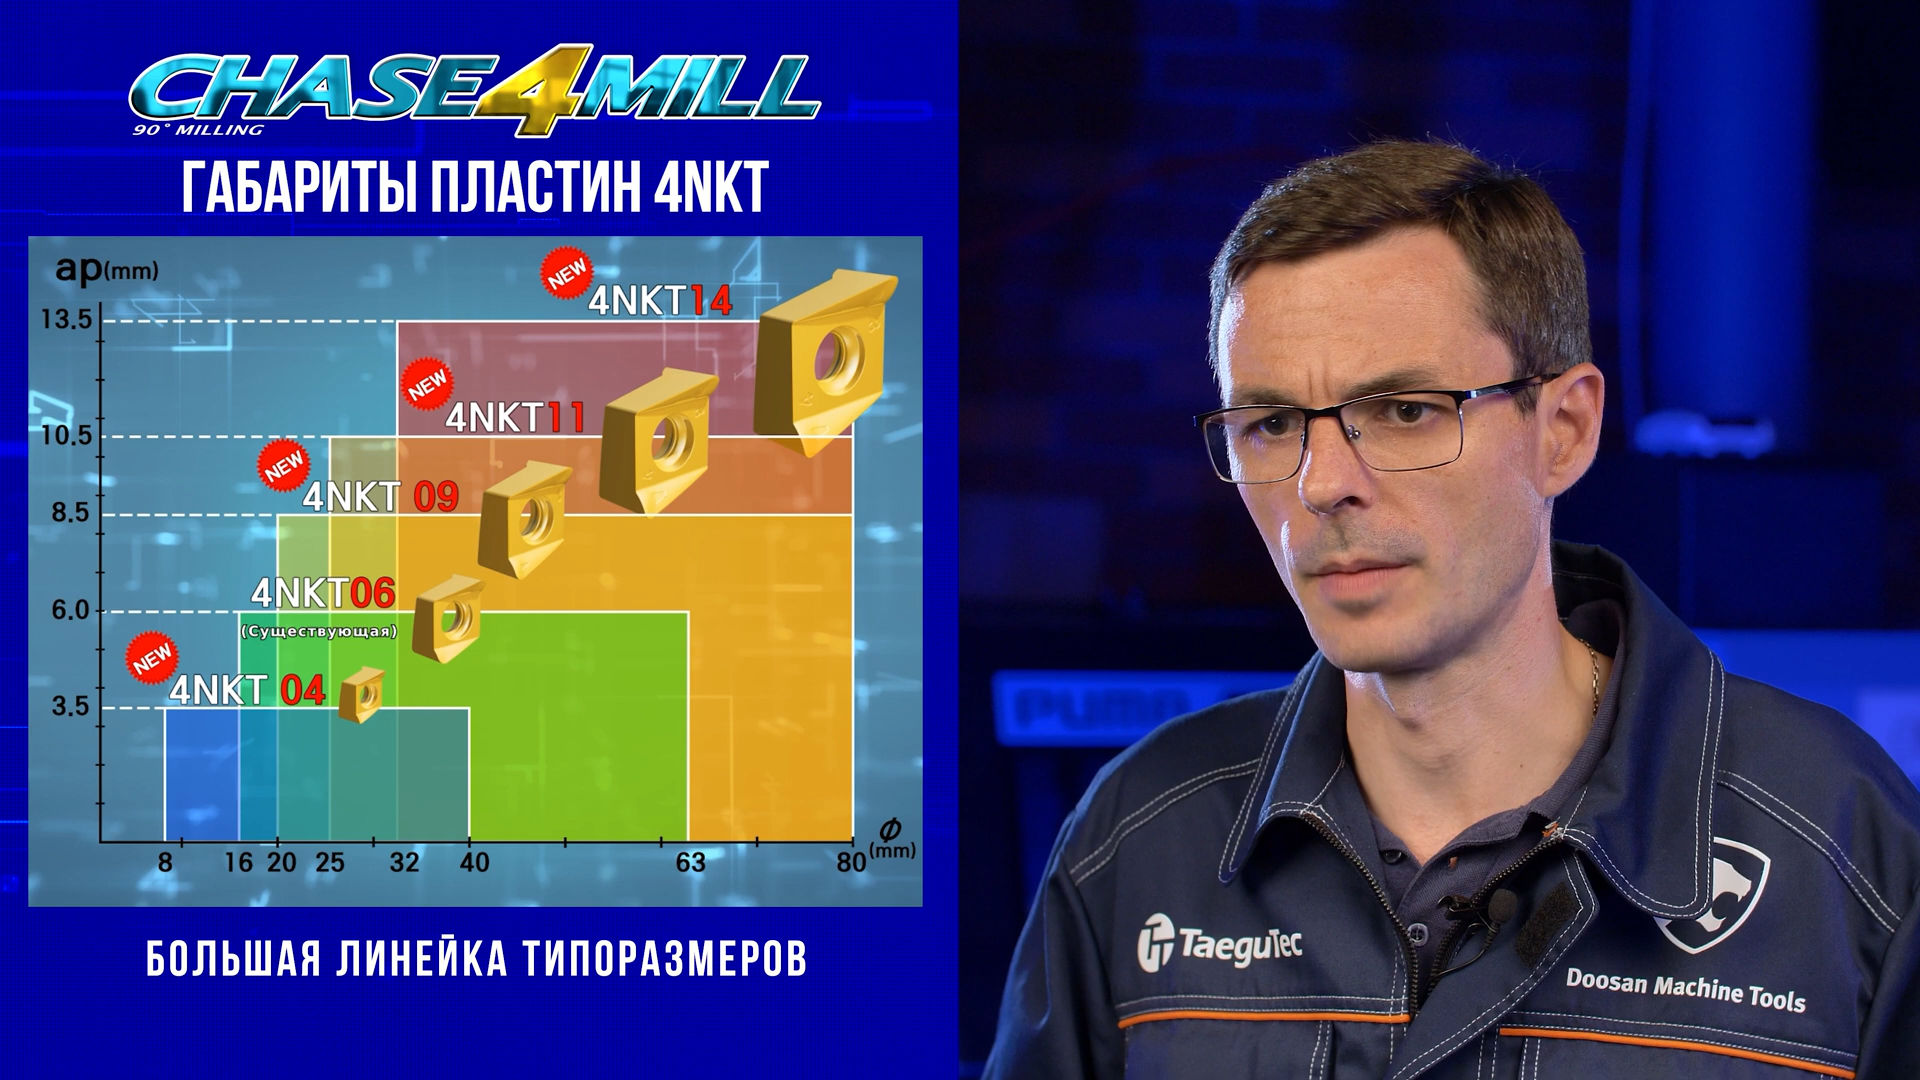 CHASE4MILL
90° MILLING
ГАБАРИТЫ ПЛАСТИН 4NKT
ap(mm)
NEW
4NKT14
13.5
NEW
4NKT11
10.5
NEW
4NKT 09
8.5
4NKT06
6.0
(Существующая)
NEW
4NKT 04
3.5
Ø
(mm)
8 16 20 25 32 40 63 80
БОЛЬШАЯ ЛИНЕЙКА ТИПОРАЗМЕРОВ
PUMA
TaeguTec
Doosan Machine Tools